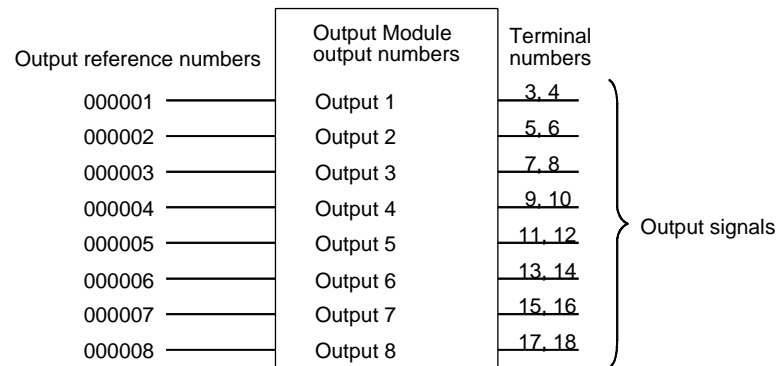 Output reference numbers
Output Module
output numbers
Terminal
numbers
000001
Output 1
3, 4
000002
Output 2
5, 6
000003
Output 3
7, 8
000004
Output 4
9, 10
Output signals
000005
Output 5
11, 12
000006
Output 6
13, 14
000007
Output 7
15, 16
000008
Output 8
17, 18